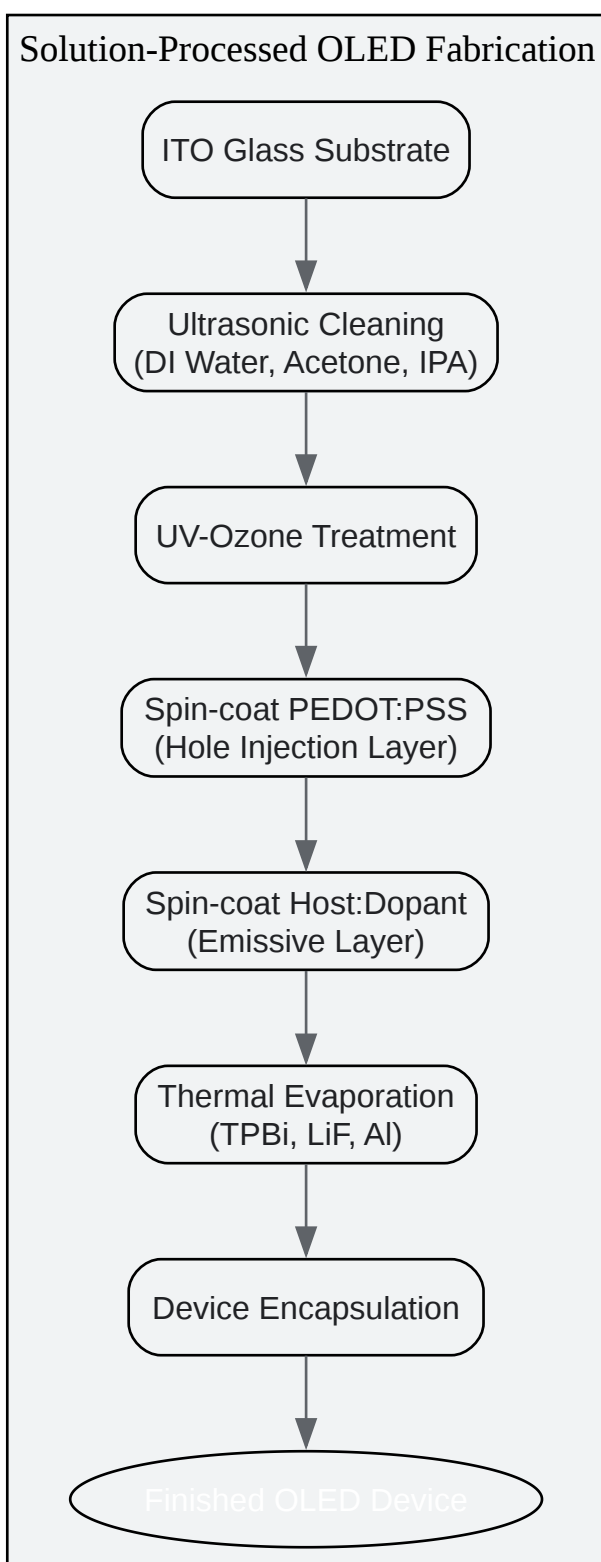 Solution-Processed OLED Fabrication
ITO Glass Substrate
Ultrasonic Cleaning
(DI Water, Acetone, IPA)
UV-Ozone Treatment
Spin-coat PEDOT:PSS
(Hole Injection Layer)
Spin-coat Host:Dopant
(Emissive Layer)
Thermal Evaporation
(TPBi, LiF, Al)
Device Encapsulation
Finished OLED Device